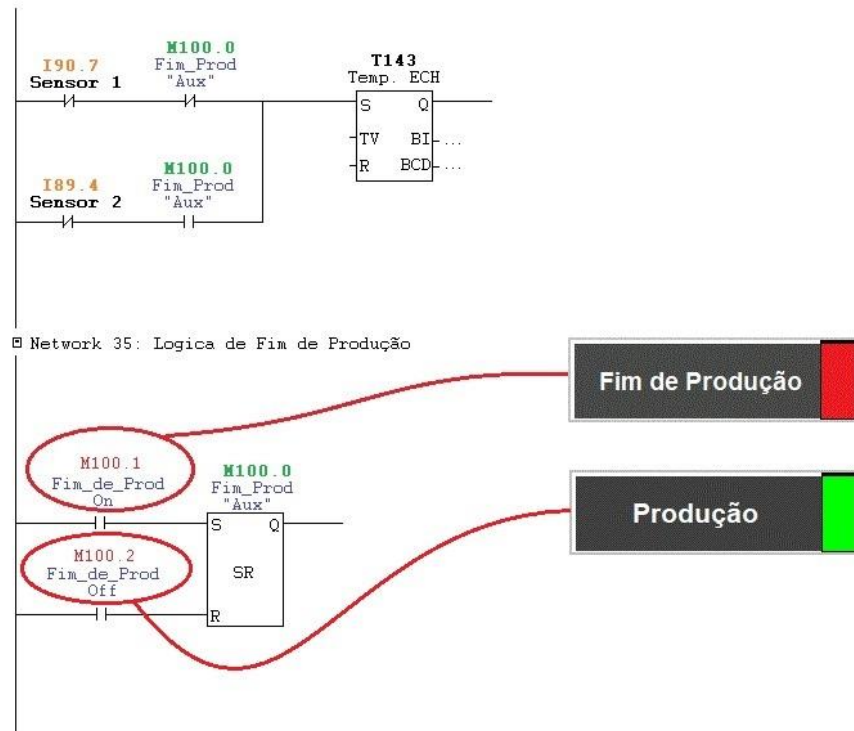 M100.0
I90.7 Fim_Prod
Sensor 1 "Aux"
T143
Temp. ECH
S Q
TV BI ...
R BCD ...
M100.0
I89.4 Fim_Prod
Sensor 2 "Aux"
Network 35: Logica de Fim de Produção
Fim de Produção
M100.1
Fim_de_Prod
On
M100.0
Fim_Prod
"Aux"
S Q
SR
R
M100.2
Fim_de_Prod
Off
Produção